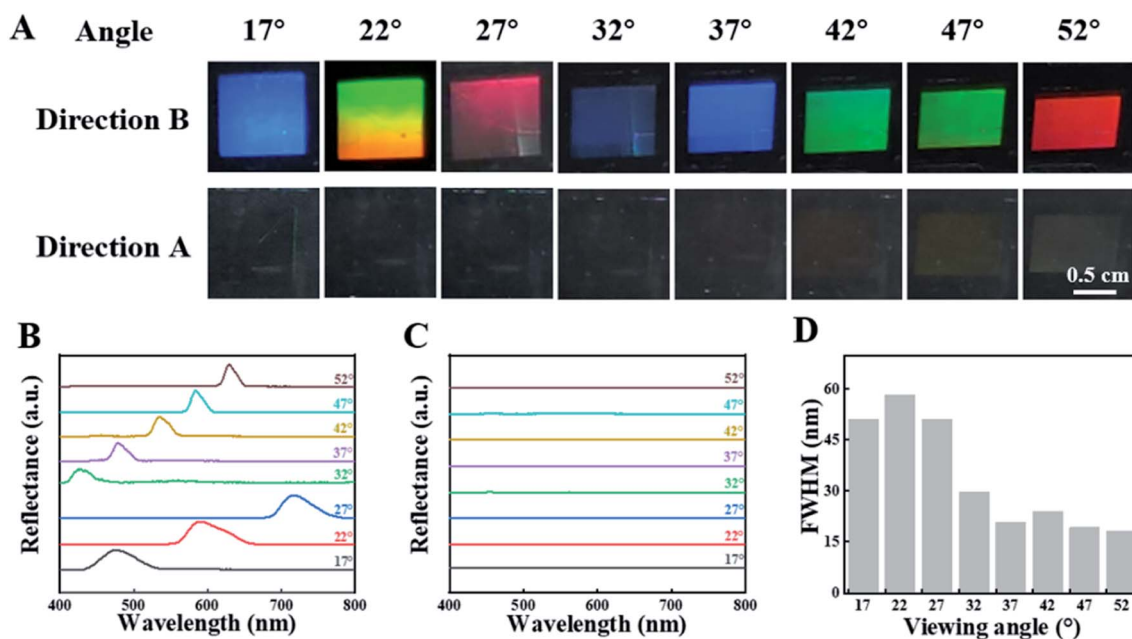 A Angle 17° 22° 27° 32° 37° 42° 47° 52°
Direction B
Direction A
0.5 cm
B
Reflectance (a.u.)
52°
47°
42°
37°
32°
27°
22°
17°
400 500 600 700 800
Wavelength (nm)
C
Reflectance (a.u.)
52°
47°
42°
37°
32°
27°
22°
17°
400 500 600 700 800
Wavelength (nm)
D
FWHM (nm)
60
45
30
15
0
17 22 27 32 37 42 47 52
Viewing angle (°)